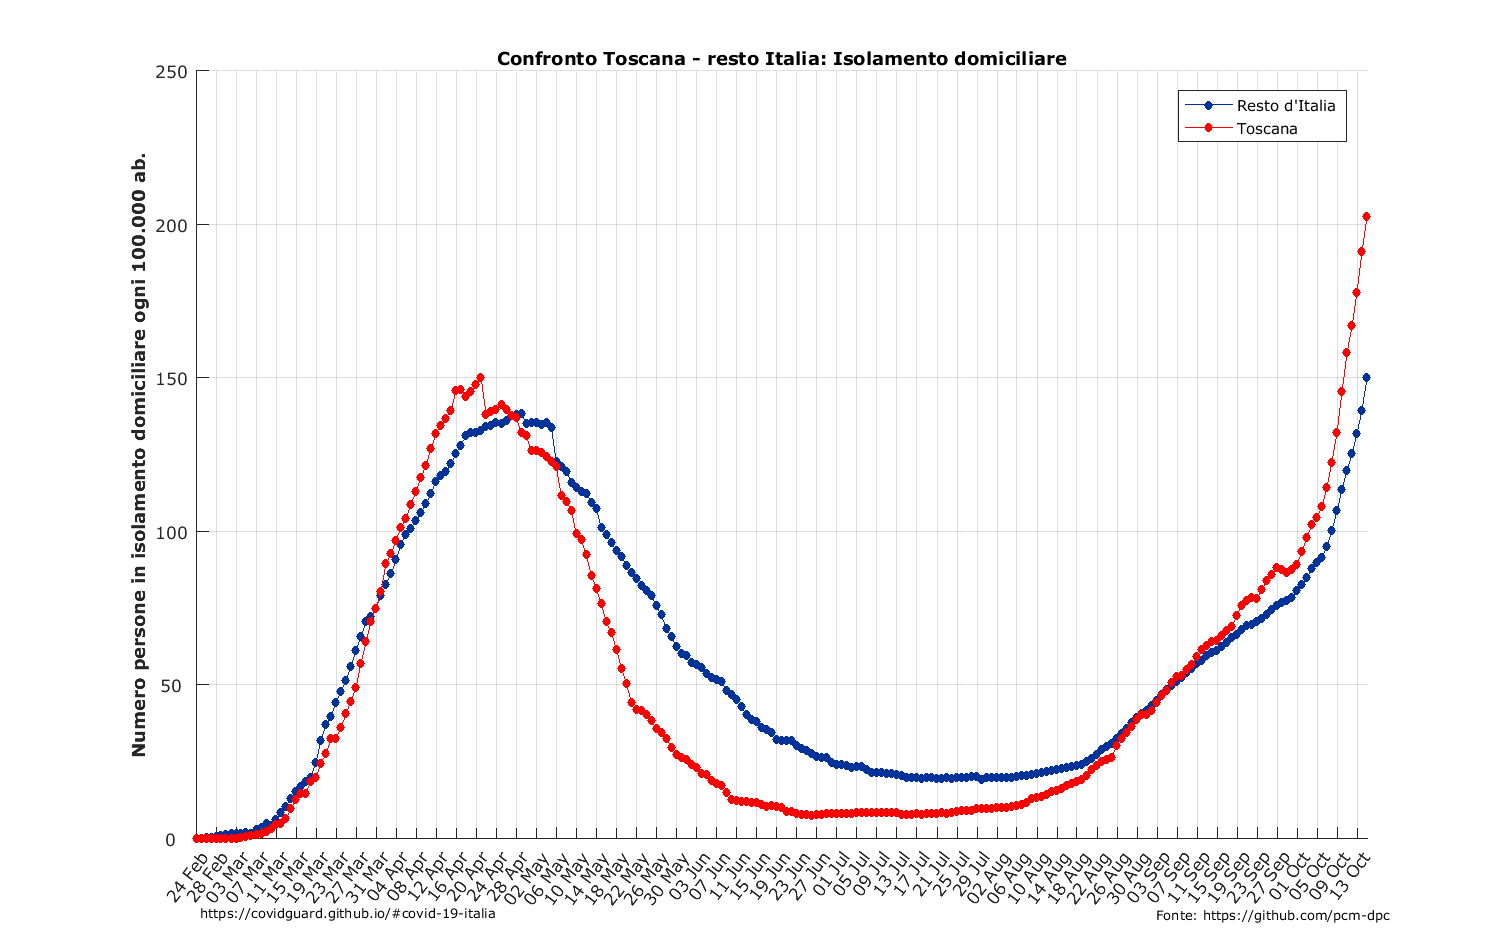 Confronto Toscana - resto Italia: Isolamento domiciliare
Numero persone in isolamento domiciliare ogni 100.000 ab.
250
200
150
100
50
0
Resto d'Italia
Toscana
24 Feb
28 Feb
03 Mar
07 Mar
11 Mar
15 Mar
19 Mar
23 Mar
27 Mar
31 Mar
04 Apr
08 Apr
12 Apr
16 Apr
20 Apr
24 Apr
28 Apr
02 May
06 May
10 May
14 May
18 May
22 May
26 May
30 May
03 Jun
07 Jun
11 Jun
15 Jun
19 Jun
23 Jun
27 Jun
01 Jul
05 Jul
09 Jul
13 Jul
17 Jul
21 Jul
25 Jul
29 Jul
02 Aug
06 Aug
10 Aug
14 Aug
18 Aug
22 Aug
26 Aug
30 Aug
03 Sep
07 Sep
11 Sep
15 Sep
19 Sep
23 Sep
27 Sep
01 Oct
05 Oct
09 Oct
13 Oct
https://covidguard.github.io/#covid-19-italia
Fonte: https://github.com/pcm-dpc